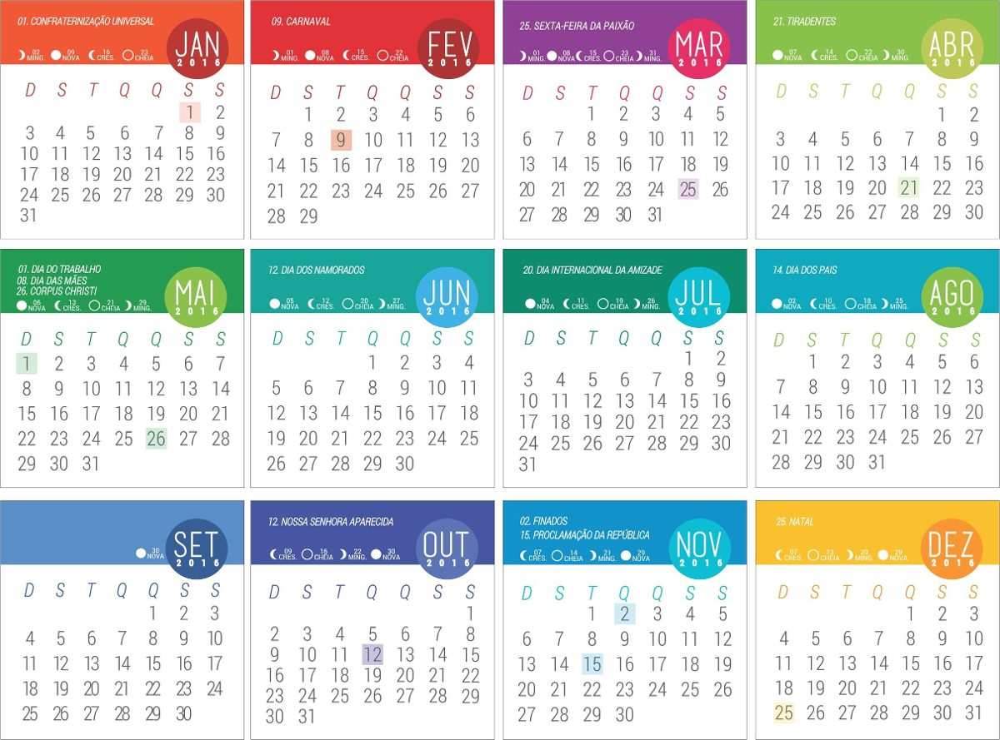 01. CONFRATERNIZAÇÃO UNIVERSAL
JAN
2016
02 MING. 09 NOVA 16 CRES. 23 CHEIA
D S T Q Q S S
1 2
3 4 5 6 7 8 9
10 11 12 13 14 15 16
17 18 19 20 21 22 23
24 25 26 27 28 29 30
31
09. CARNAVAL
FEV
2016
01 MING. 08 NOVA 15 CRES. 22 CHEIA
D S T Q Q S S
1 2 3 4 5 6
7 8 9 10 11 12 13
14 15 16 17 18 19 20
21 22 23 24 25 26 27
28 29
25. SEXTA-FEIRA DA PAIXÃO
MAR
2016
01 MING. 08 NOVA 15 CRES. 23 CHEIA 31 MING.
D S T Q Q S S
1 2 3 4 5
6 7 8 9 10 11 12
13 14 15 16 17 18 19
20 21 22 23 24 25 26
27 28 29 30 31
21. TIRADENTES
ABR
2016
07 NOVA 14 CRES. 22 CHEIA 30 MING.
D S T Q Q S S
1 2
3 4 5 6 7 8 9
10 11 12 13 14 15 16
17 18 19 20 21 22 23
24 25 26 27 28 29 30
01. DIA DO TRABALHO
08. DIA DAS MÃES
26. CORPUS CHRISTI
MAI
2016
06 NOVA 13 CRES. 21 CHEIA 29 MING.
D S T Q Q S S
1 2 3 4 5 6 7
8 9 10 11 12 13 14
15 16 17 18 19 20 21
22 23 24 25 26 27 28
29 30 31
12. DIA DOS NAMORADOS
JUN
2016
05 NOVA 12 CRES. 20 CHEIA 27 MING.
D S T Q Q S S
1 2 3 4
5 6 7 8 9 10 11
12 13 14 15 16 17 18
19 20 21 22 23 24 25
26 27 28 29 30
20. DIA INTERNACIONAL DA AMIZADE
JUL
2016
04 NOVA 11 CRES. 19 CHEIA 26 MING.
D S T Q Q S S
1 2
3 4 5 6 7 8 9
10 11 12 13 14 15 16
17 18 19 20 21 22 23
24 25 26 27 28 29 30
31
14. DIA DOS PAIS
AGO
2016
02 NOVA 10 CRES. 18 CHEIA 25 MING.
D S T Q Q S S
1 2 3 4 5 6
7 8 9 10 11 12 13
14 15 16 17 18 19 20
21 22 23 24 25 26 27
28 29 30 31
SET
2016
30 NOVA
D S T Q Q S S
1 2 3
4 5 6 7 8 9 10
11 12 13 14 15 16 17
18 19 20 21 22 23 24
25 26 27 28 29 30
12. NOSSA SENHORA APARECIDA
OUT
2016
09 CRES. 16 CHEIA 22 MING. 30 NOVA
D S T Q Q S S
1
2 3 4 5 6 7 8
9 10 11 12 13 14 15
16 17 18 19 20 21 22
23 24 25 26 27 28 29
30 31
02. FINADOS
15. PROCLAMAÇÃO DA REPÚBLICA
NOV
2016
07 CRES. 14 CHEIA 21 MING. 29 NOVA
D S T Q Q S S
1 2 3 4 5
6 7 8 9 10 11 12
13 14 15 16 17 18 19
20 21 22 23 24 25 26
27 28 29 30
25. NATAL
DEZ
2016
07 CRES. 13 CHEIA 20 MING. 29 NOVA
D S T Q Q S S
1 2 3
4 5 6 7 8 9 10
11 12 13 14 15 16 17
18 19 20 21 22 23 24
25 26 27 28 29 30 31